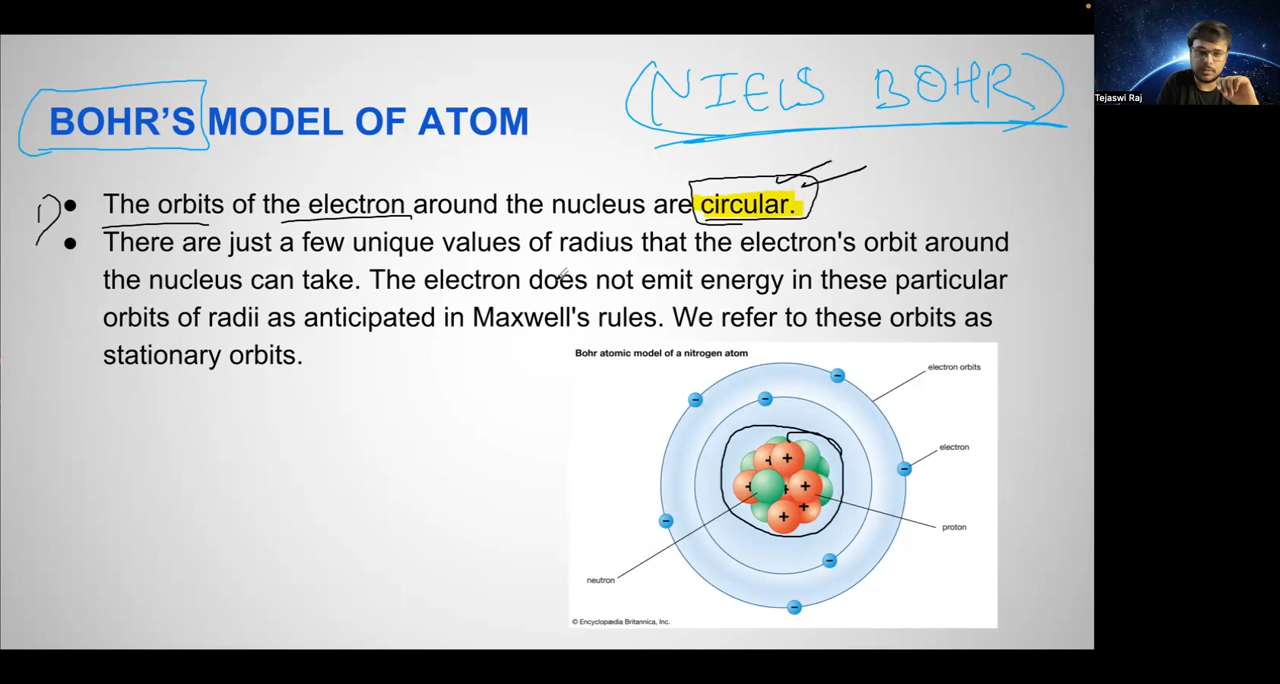 (NIELS BOHR)
Tejaswi Raj
BOHR'S MODEL OF ATOM
1)
● The orbits of the electron around the nucleus are circular.
● There are just a few unique values of radius that the electron's orbit around
the nucleus can take. The electron does not emit energy in these particular
orbits of radii as anticipated in Maxwell's rules. We refer to these orbits as
stationary orbits.
Bohr atomic model of a nitrogen atom
electron orbits
electron
proton
neutron
© Encyclopædia Britannica, Inc.